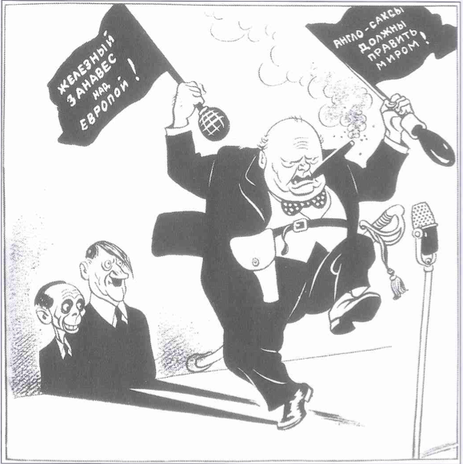 ЖЕЛЕЗНЫЙ
ЗАНАВЕС
НАД
ЕВРОПОЙ!
АНГЛО-САКСЫ
ДОЛЖНЫ
ПРАВИТЬ
МИРОМ!